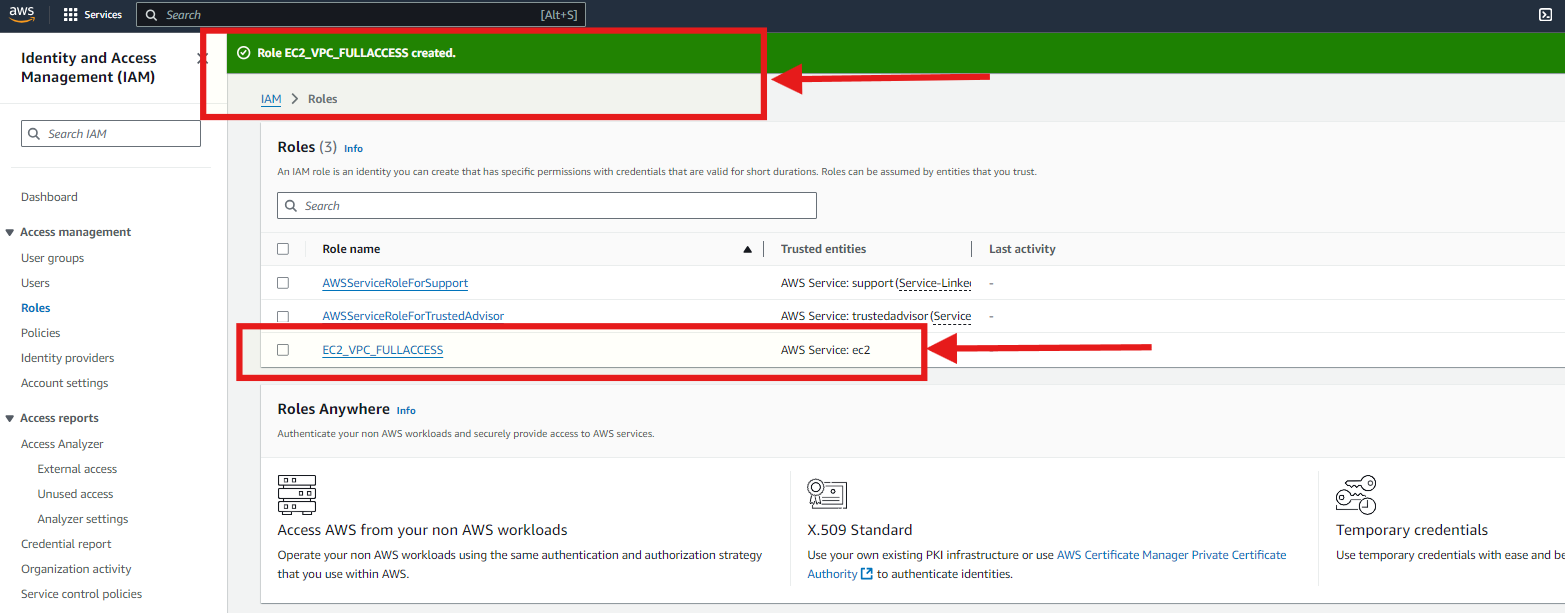 aws
Services
Search
[Alt+S]
Identity and Access
Management (IAM)
Search IAM
Dashboard
Access management
User groups
Users
Roles
Policies
Identity providers
Account settings
Access reports
Access Analyzer
External access
Unused access
Analyzer settings
Credential report
Organization activity
Service control policies
Role EC2_VPC_FULLACCESS created.
IAM > Roles
Roles (3) Info
An IAM role is an identity you can create that has specific permissions with credentials that are valid for short durations. Roles can be assumed by entities that you trust.
Search
Role name Trusted entities Last activity
AWSServiceRoleForSupport AWS Service: support (Service-Linked -
AWSServiceRoleForTrustedAdvisor AWS Service: trustedadvisor (Service -
EC2_VPC_FULLACCESS AWS Service: ec2
Roles Anywhere Info
Authenticate your non AWS workloads and securely provide access to AWS services.
Access AWS from your non AWS workloads
Operate your non AWS workloads using the same authentication and authorization strategy
that you use within AWS.
X.509 Standard
Use your own existing PKI infrastructure or use AWS Certificate Manager Private Certificate
Authority to authenticate identities.
Temporary credentials
Use temporary credentials with ease and be